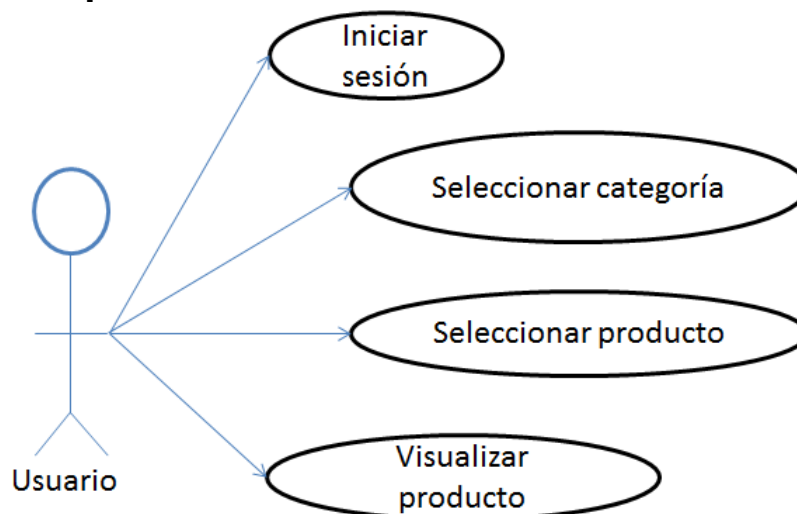 Iniciar
sesión
Seleccionar categoría
Seleccionar producto
Visualizar
producto
Usuario